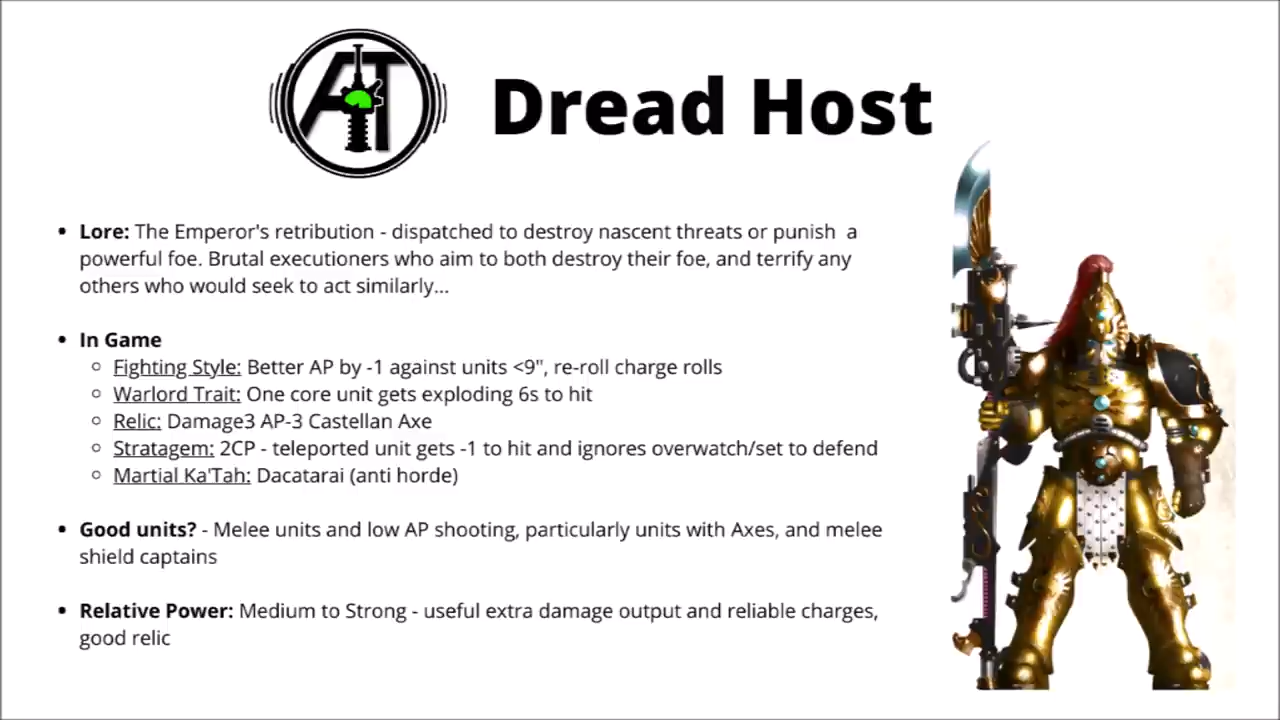 AT
Dread Host
• Lore: The Emperor's retribution - dispatched to destroy nascent threats or punish a
powerful foe. Brutal executioners who aim to both destroy their foe, and terrify any
others who would seek to act similarly...
• In Game
○ Fighting Style: Better AP by -1 against units <9", re-roll charge rolls
○ Warlord Trait: One core unit gets exploding 6s to hit
○ Relic: Damage3 AP-3 Castellan Axe
○ Stratagem: 2CP - teleported unit gets -1 to hit and ignores overwatch/set to defend
○ Martial Ka'Tah: Dacatarai (anti horde)
• Good units? - Melee units and low AP shooting, particularly units with Axes, and melee
shield captains
• Relative Power: Medium to Strong - useful extra damage output and reliable charges,
good relic